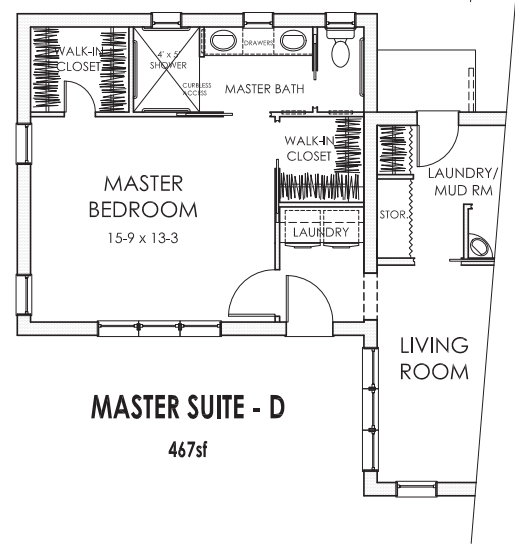 WALK-IN
CLOSET
4' x 5'
SHOWER
CURBLESS
ACCESS
DRAWERS
MASTER BATH
WALK-IN
CLOSET
MASTER
BEDROOM
15-9 x 13-3
LAUNDRY
LAUNDRY/
MUD RM
STOR.
LIVING
ROOM
MASTER SUITE - D
467sf